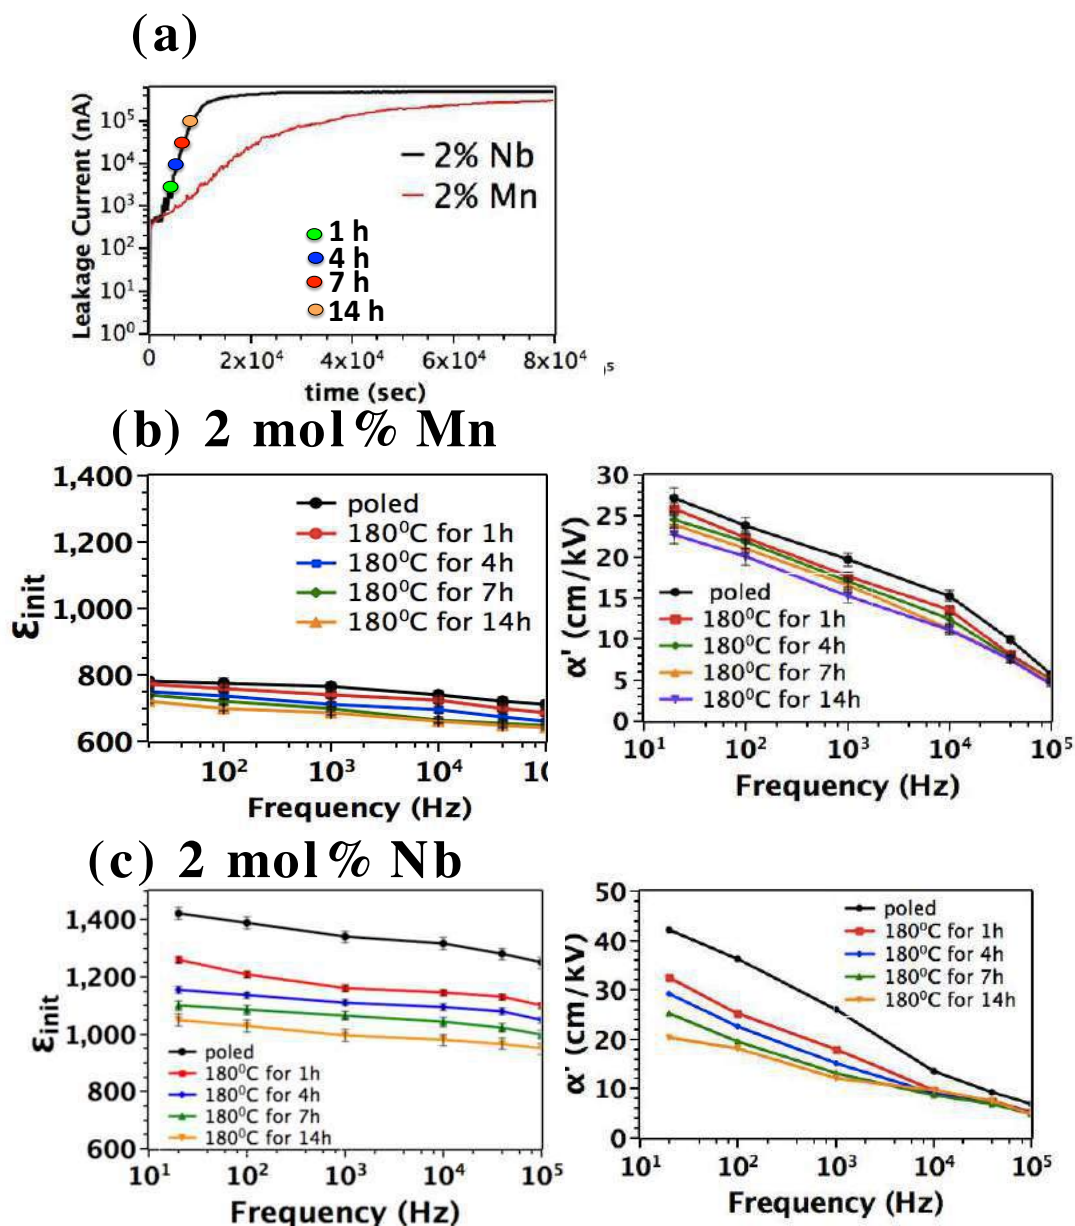 (a)
Leakage Current (nA)
10⁵
10⁴
10³
10²
10¹
10⁰
2% Nb
2% Mn
1 h
4 h
7 h
14 h
0 2x10⁴ 4x10⁴ 6x10⁴ 8x10⁴
time (sec)
(b) 2 mol% Mn
εinit
1,400
1,200
1,000
800
600
poled
180⁰C for 1h
180⁰C for 4h
180⁰C for 7h
180⁰C for 14h
10² 10³ 10⁴
Frequency (Hz)
α' (cm/kV)
30
25
20
15
10
5
0
poled
180⁰C for 1h
180⁰C for 4h
180⁰C for 7h
180⁰C for 14h
10¹ 10² 10³ 10⁴ 10⁵
Frequency (Hz)
(c) 2 mol% Nb
εinit
1,400
1,200
1,000
800
600
poled
180⁰C for 1h
180⁰C for 4h
180⁰C for 7h
180⁰C for 14h
10¹ 10² 10³ 10⁴ 10⁵
Frequency (Hz)
α' (cm/kV)
50
40
30
20
10
0
poled
180⁰C for 1h
180⁰C for 4h
180⁰C for 7h
180⁰C for 14h
10¹ 10² 10³ 10⁴ 10⁵
Frequency (Hz)